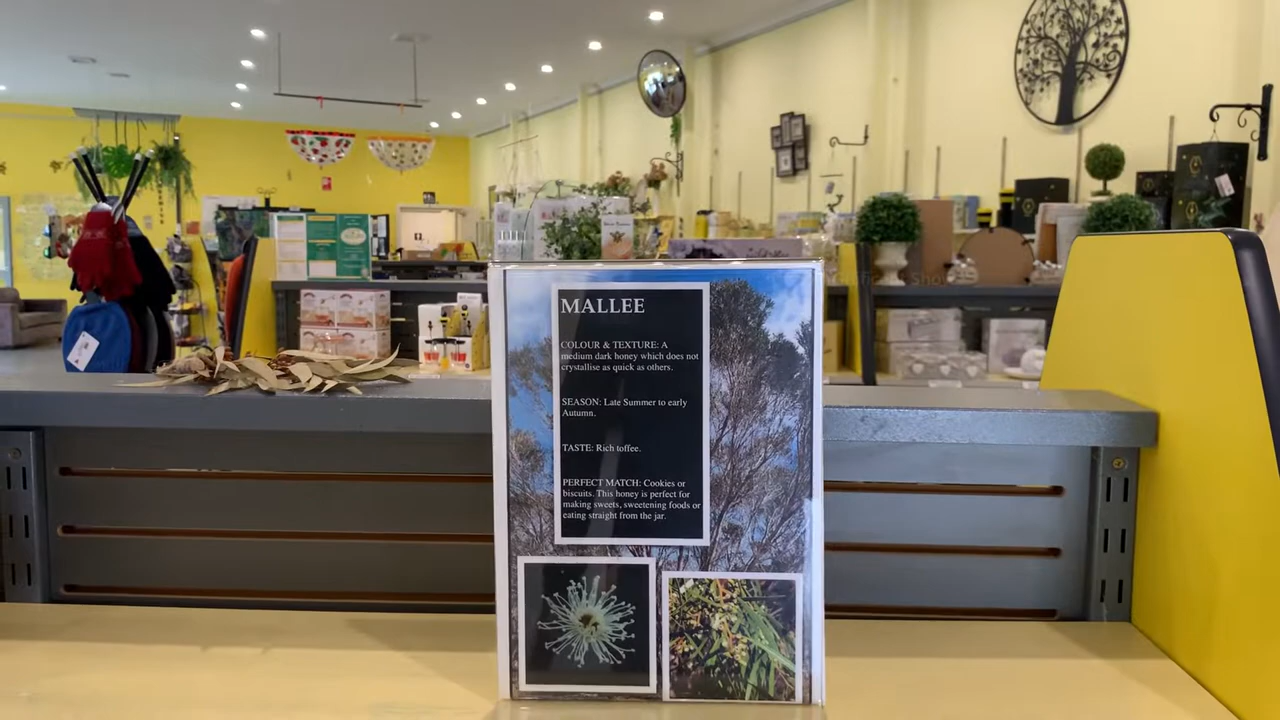 MALLEE
COLOUR & TEXTURE: A
medium dark honey which does not
crystallise as quick as others.
SEASON: Late Summer to early
Autumn.
TASTE: Rich toffee.
PERFECT MATCH: Cookies or
biscuits. This honey is perfect for
making sweets, sweetening foods or
eating straight from the jar.